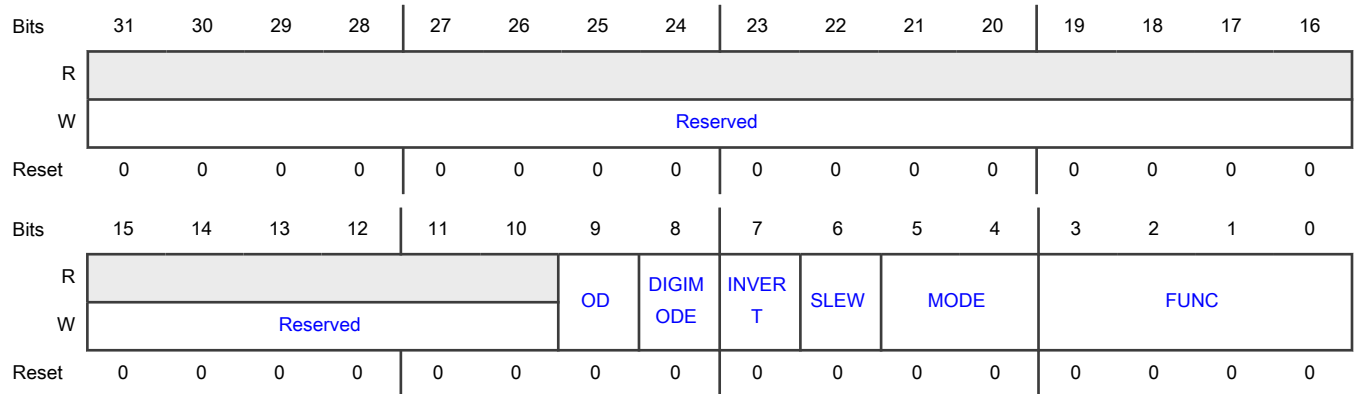 Bits 31 30 29 28 27 26 25 24 23 22 21 20 19 18 17 16
R
W Reserved
Reset 0 0 0 0 0 0 0 0 0 0 0 0 0 0 0 0
Bits 15 14 13 12 11 10 9 8 7 6 5 4 3 2 1 0
R
W Reserved
OD
DIGIM
ODE
INVER
T
SLEW
MODE
FUNC
Reset 0 0 0 0 0 0 0 0 0 0 0 0 0 0 0 0